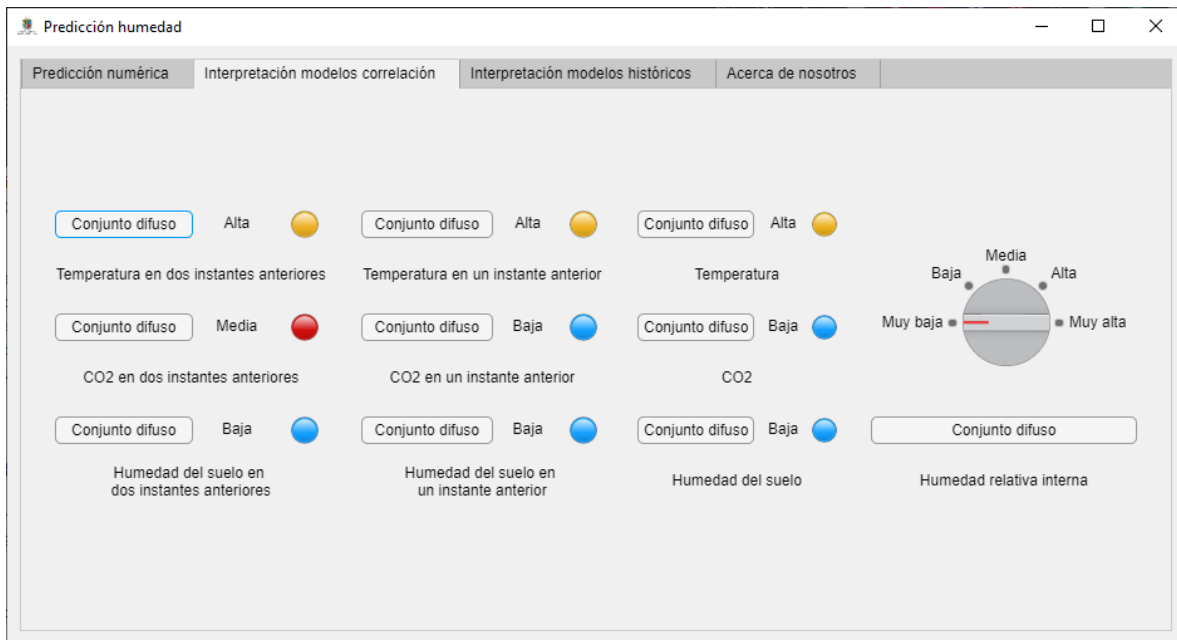 Predicción humedad
Predicción numérica
Interpretación modelos correlación
Interpretación modelos históricos
Acerca de nosotros
Conjunto difuso
Alta
Conjunto difuso
Alta
Conjunto difuso
Alta
Temperatura en dos instantes anteriores
Temperatura en un instante anterior
Temperatura
Conjunto difuso
Media
Conjunto difuso
Baja
Conjunto difuso
Baja
CO2 en dos instantes anteriores
CO2 en un instante anterior
CO2
Conjunto difuso
Baja
Conjunto difuso
Baja
Conjunto difuso
Baja
Humedad del suelo en
dos instantes anteriores
Humedad del suelo en
un instante anterior
Humedad del suelo
Muy baja
Baja
Media
Alta
Muy alta
Conjunto difuso
Humedad relativa interna